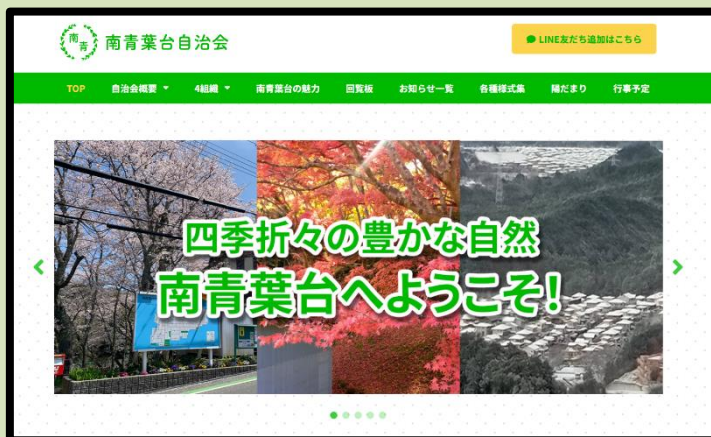 南青
南青葉台自治会
LINE友だち追加はこちら
TOP 自治会概要 4組織 南青葉台の魅力 回覧板 お知らせ一覧 各種様式集 陽だまり 行事予定
四季折々の豊かな自然
南青葉台へようこそ!